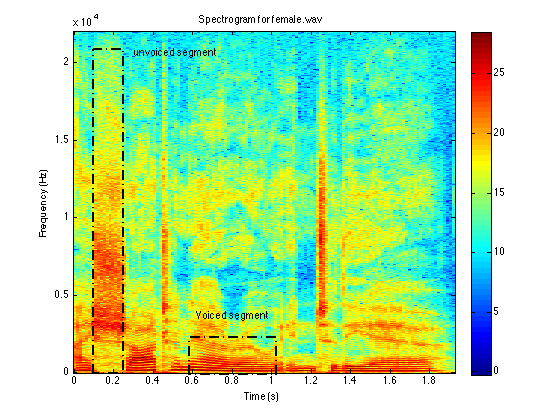 Spectrogram for female.wav
x 10^4
unvoiced segment
Voiced segment
2
1.5
1
0.5
0
Frequency (Hz)
0 0.2 0.4 0.6 0.8 1 1.2 1.4 1.6 1.8
Time (s)
25
20
15
10
5
0